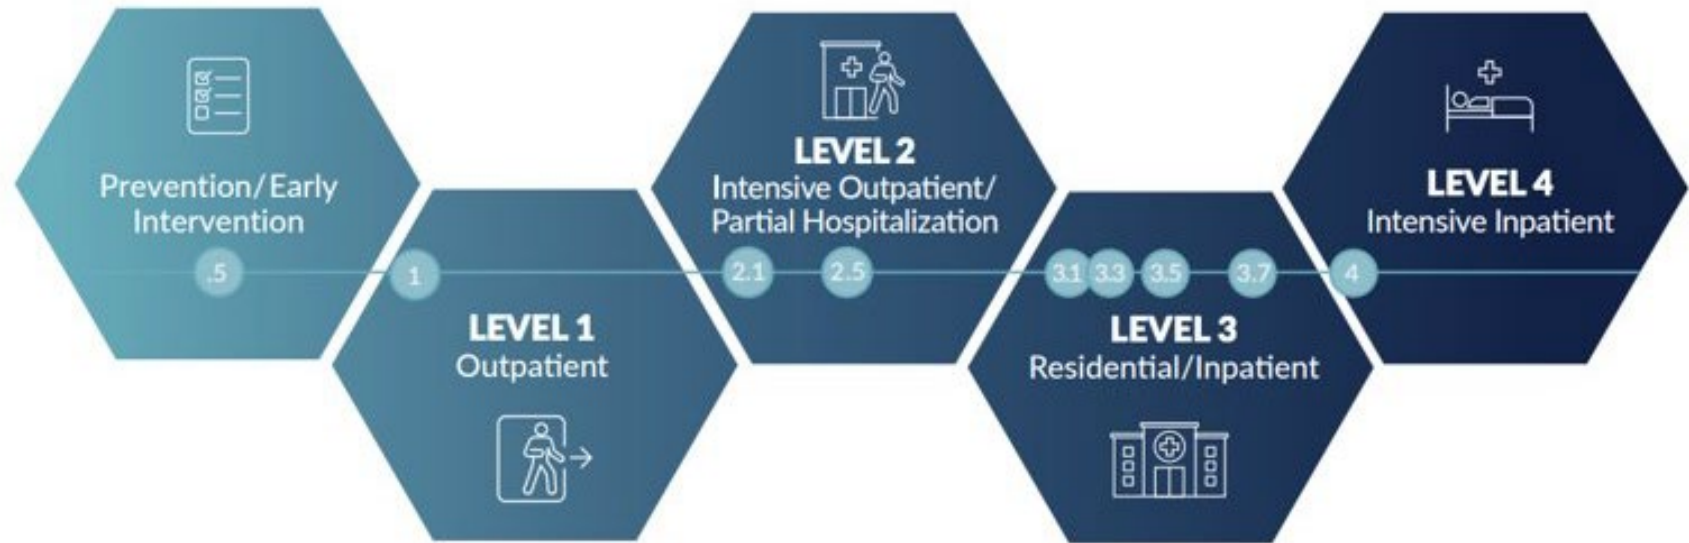 Prevention/Early
Intervention
.5
1
LEVEL 1
Outpatient
LEVEL 2
Intensive Outpatient/
Partial Hospitalization
2.1
2.5
3.1
3.3
3.5
3.7
LEVEL 3
Residential/Inpatient
LEVEL 4
Intensive Inpatient
4